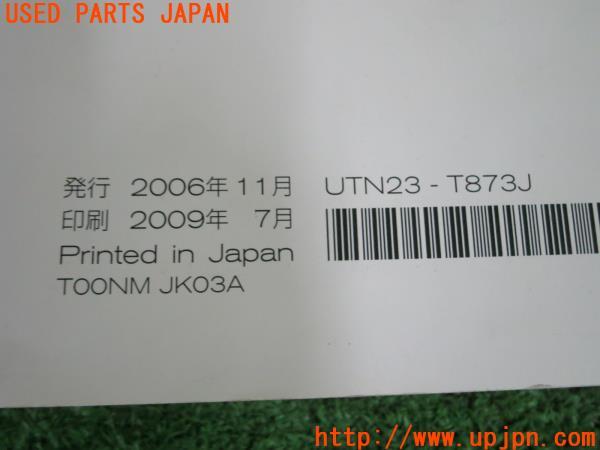 USED PARTS JAPAN
発行 2006年 11月 UTN23 - T873J
印刷 2009年 7月
Printed in Japan
T00NM JK03A
http://www.upjpn.com